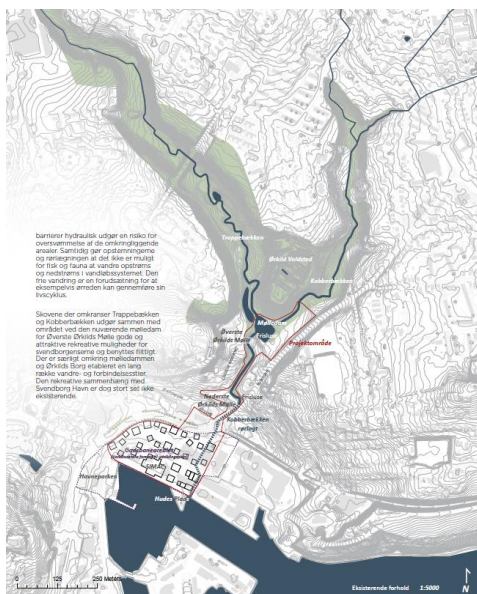 barrierer hydraulisk udgør en risiko for
oversvømmelse af de omkringliggende
arealer. Samtidig gør opstemningerne
og rørlægningen at det ikke er muligt
for fisk og fauna at vandre opstrøms
og nedstrøms i vandløbssystemet. Den
frie vandring er en forudsætning for at
eksempelvis ørreden kan gennemføre sin
livscyklus.
Skovene der omkranser Trappebækken
og Kobberbækken udgør sammen med
området ved den nuværende mølledam
for Øverste Ørkilds Mølle gode og
attraktive rekreative muligheder for
svendborgenserne og benyttes flittigt.
Der er særligt omkring mølledammen
og Ørkilds Borg etableret en lang
række vandre- og forbindelsesstier.
Den rekreative sammenhæng med
Svendborg Havn er dog stort set ikke
eksisterende.
Trappebækken
Ørkild Voldsted
Kobberbækken
Mølledam
Frisluse
Øverste
Ørkilds Mølle
Projektområde
Nederste
Ørkilds Mølle
Frisluse
Kobberbækken
rørlagt
Havneparken
SIMAC
0 125 250 Meters
Eksisterende forhold 1:5000
N